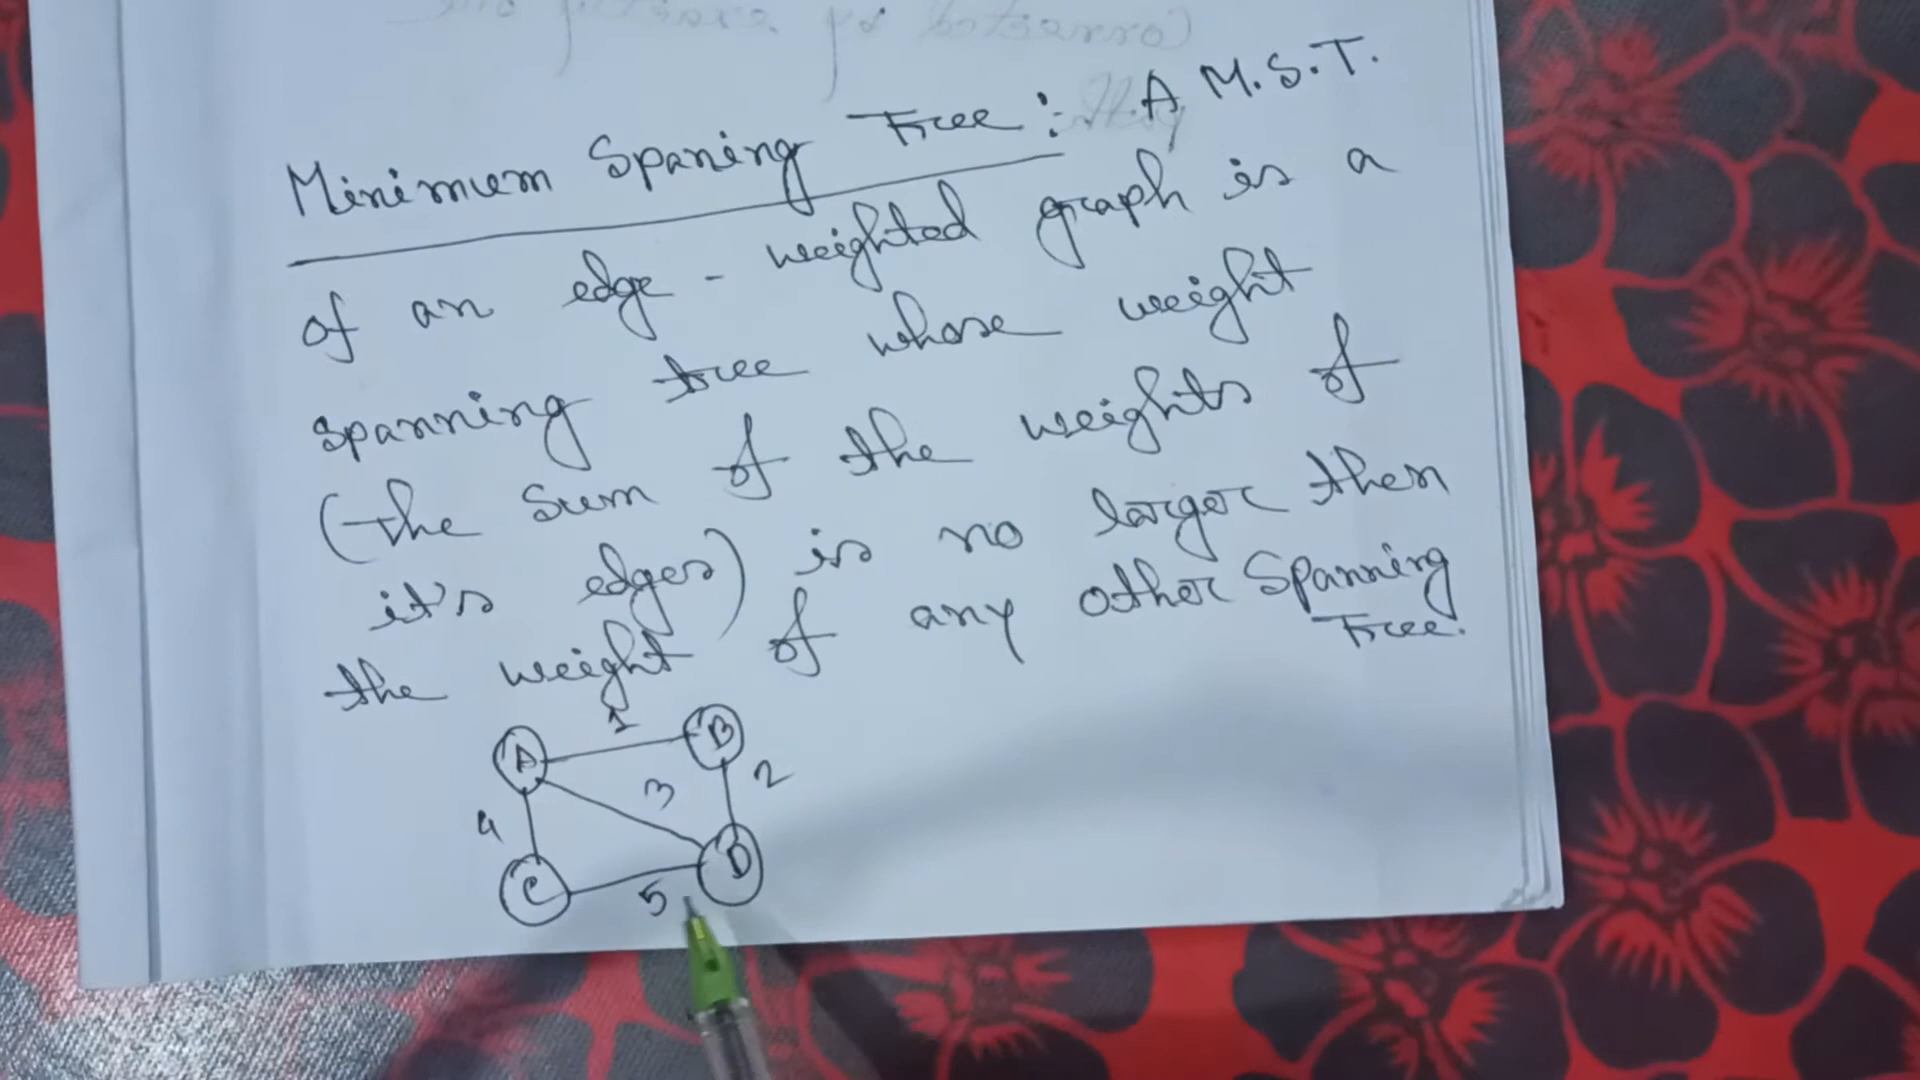 Minimum Spaning Tree : A M.S.T.
of an edge - weighted graph is a
spanning tree whose weight
(the sum of the weights of
it's edges) is no larger then
the weight of any other Spanning
Tree.
A 1 B
4 3 2
C 5 D